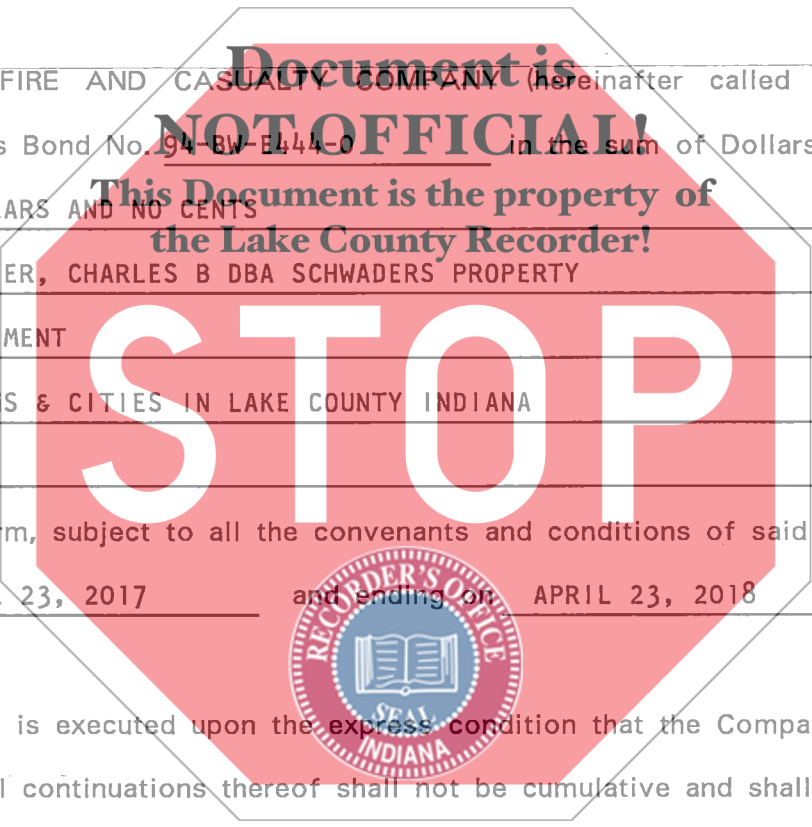 Document is
FIRE AND CASUALTY COMPANY (hereinafter called
NOT OFFICIAL!
s Bond No. 94-BW-E444-0 in the sum of Dollars
This Document is the property of
ARS AND NO CENTS
the Lake County Recorder!
ER, CHARLES B DBA SCHWADERS PROPERTY
STOP
MENT
S & CITIES IN LAKE COUNTY INDIANA
rm, subject to all the convenants and conditions of said
23, 2017 and ending on APRIL 23, 2018
RECORDER'S OFFICE
SEAL
INDIANA
is executed upon the express condition that the Compa
l continuations thereof shall not be cumulative and shall